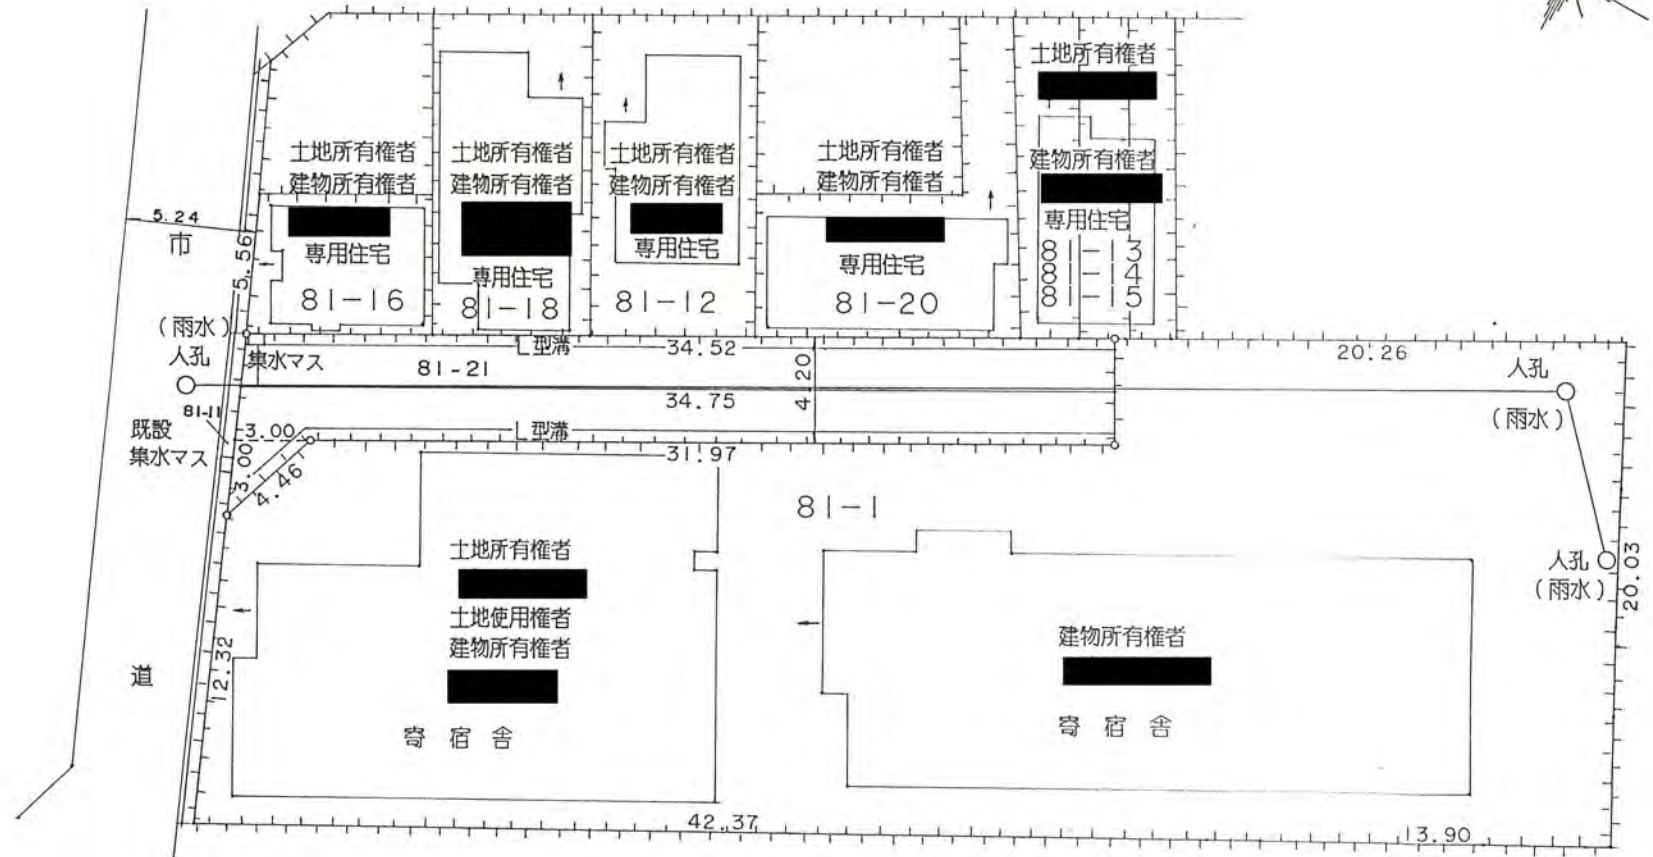 土地所有権者
建物所有権者
専用住宅
81-16
土地所有権者
建物所有権者
専用住宅
81-18
土地所有権者
建物所有権者
専用住宅
81-12
土地所有権者
建物所有権者
専用住宅
81-20
土地所有権者
建物所有権者
専用住宅
81-13
81-14
81-15
5.24
市
5.56
(雨水)
人孔
集水マス
L型溝
34.52
81-21
4.20
34.75
20.26
人孔
(雨水)
81-11
既設
集水マス
3.00
3.00
4.46
L型溝
31.97
81-1
人孔
(雨水)
20.03
土地所有権者
土地使用権者
建物所有権者
寄宿舎
建物所有権者
寄宿舎
12.32
道
42.37
13.90